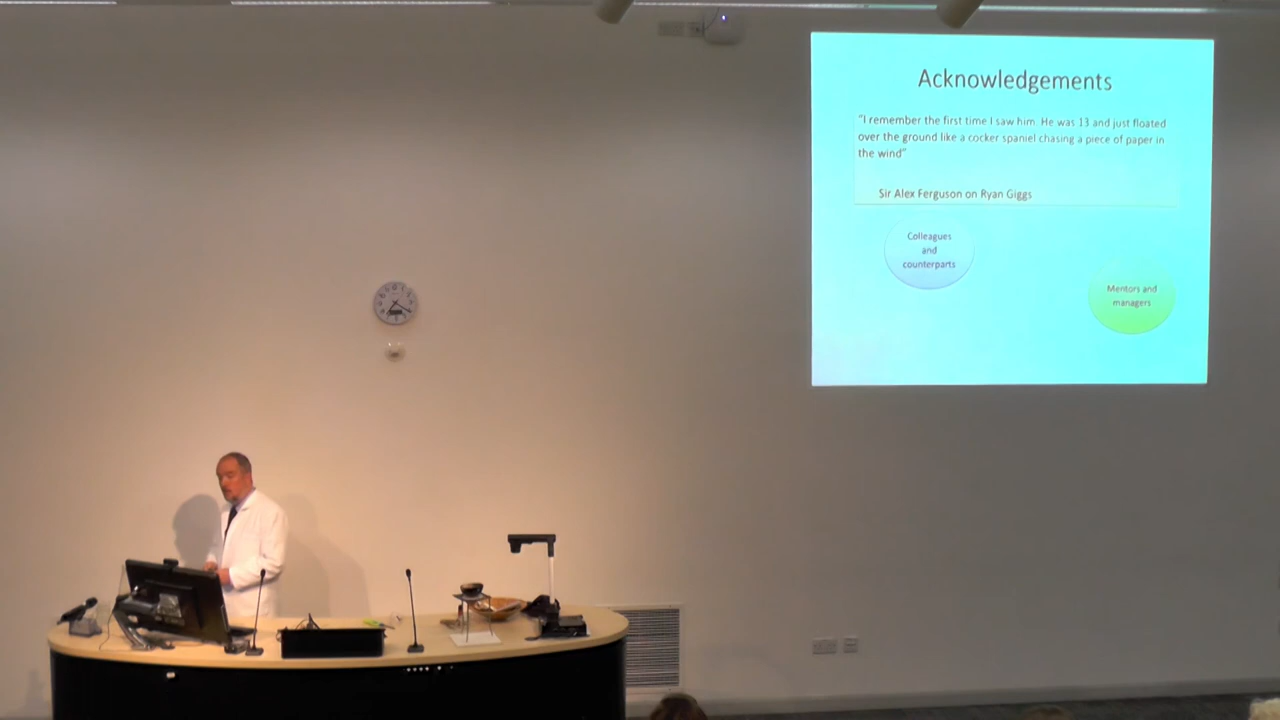 Acknowledgements
"I remember the first time I saw him. He was 13 and just floated
over the ground like a cocker spaniel chasing a piece of paper in
the wind"
Sir Alex Ferguson on Ryan Giggs
Colleagues
and
counterparts
Mentors and
managers